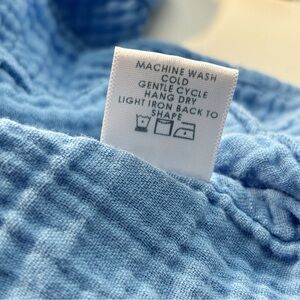 MACHINE WASH
COLD
GENTLE CYCLE
HANG DRY
LIGHT IRON BACK TO
SHAPE